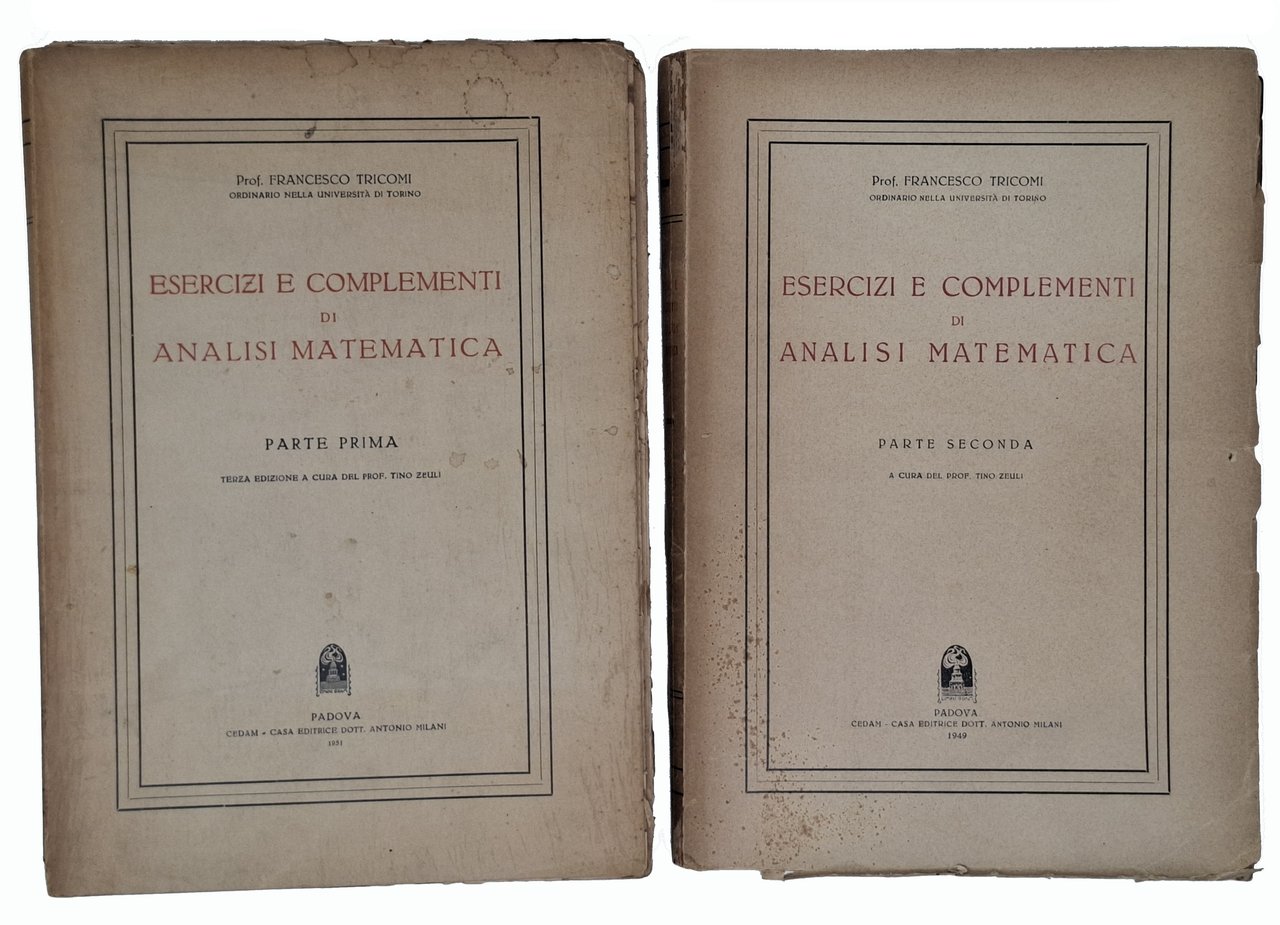 Prof. FRANCESCO TRICOMI
ORDINARIO NELLA UNIVERSITÀ DI TORINO
ESERCIZI E COMPLEMENTI
DI
ANALISI MATEMATICA
PARTE PRIMA
TERZA EDIZIONE A CURA DEL PROF. TINO ZEULI
PADOVA
CEDAM - CASA EDITRICE DOTT. ANTONIO MILANI
1951
Prof. FRANCESCO TRICOMI
ORDINARIO NELLA UNIVERSITÀ DI TORINO
ESERCIZI E COMPLEMENTI
DI
ANALISI MATEMATICA
PARTE SECONDA
A CURA DEL PROF. TINO ZEULI
PADOVA
CEDAM - CASA EDITRICE DOTT. ANTONIO MILANI
1949